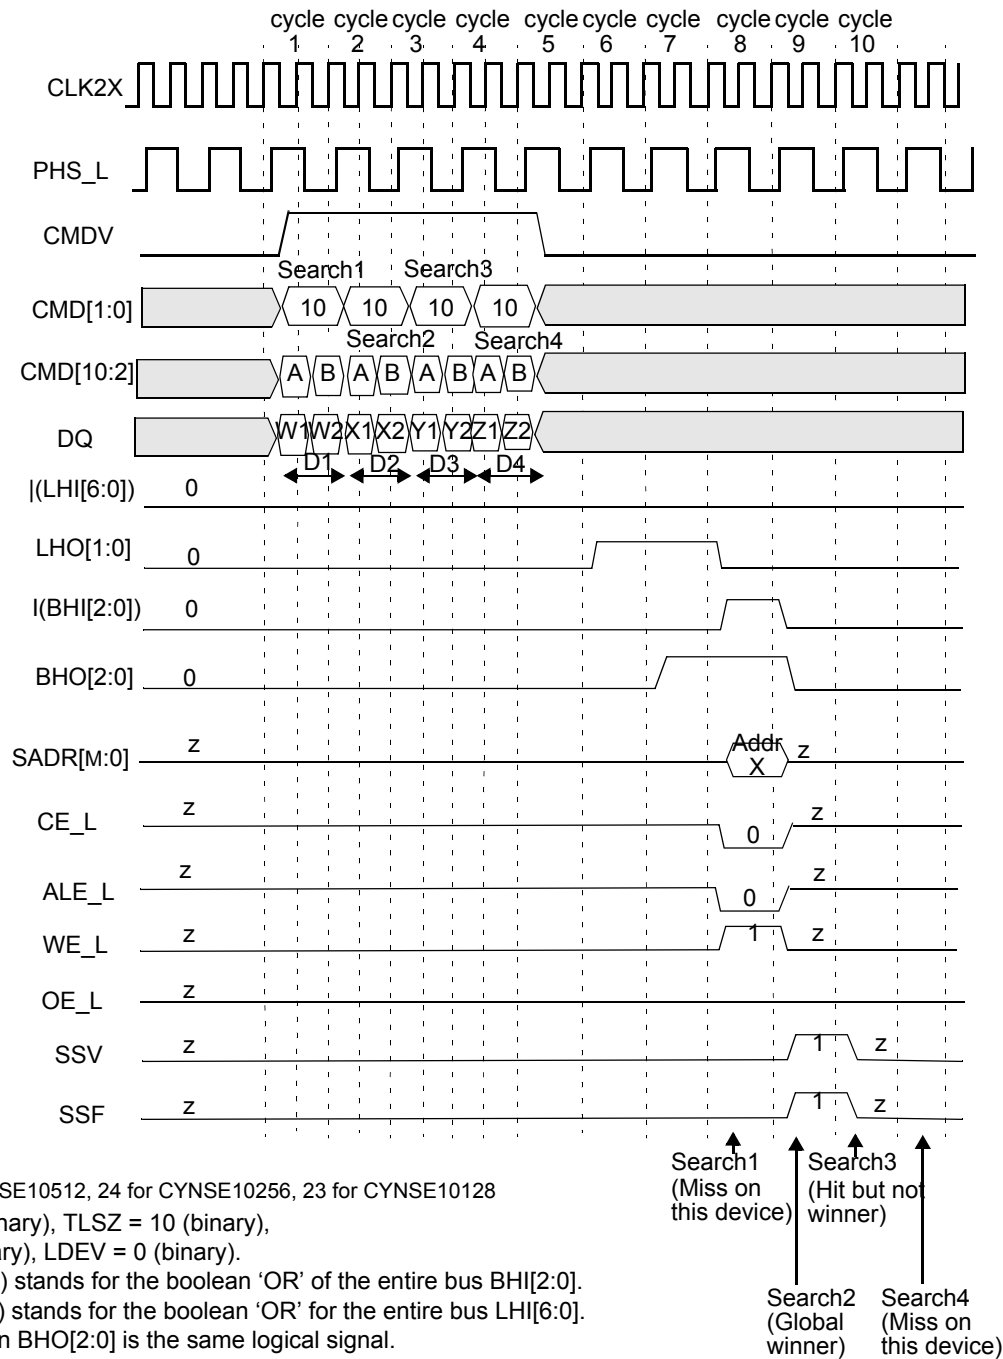 cycle cycle cycle cycle cycle cycle cycle cycle cycle cycle
1 2 3 4 5 6 7 8 9 10
CLK2X
PHS_L
CMDV
Search1 Search3
CMD[1:0] 10 10 10 10
Search2 Search4
CMD[10:2] A B A B A B A B
DQ W1 W2 X1 X2 Y1 Y2 Z1 Z2
D1 D2 D3 D4
|(LHI[6:0]) 0
LHO[1:0] 0
I(BHI[2:0]) 0
BHO[2:0] 0
SADR[M:0] z Addr X z
CE_L z 0 z
ALE_L z 0 z
WE_L z 1 z
OE_L z
SSV z 1 z
SSF z 1 z
Search1 (Miss on this device)
Search3 (Hit but not winner)
SE10512, 24 for CYNSE10256, 23 for CYNSE10128
nary), TLSZ = 10 (binary),
ary), LDEV = 0 (binary).
) stands for the boolean ‘OR’ of the entire bus BHI[2:0].
) stands for the boolean ‘OR’ for the entire bus LHI[6:0].
n BHO[2:0] is the same logical signal.
Search2 (Global winner)
Search4 (Miss on this device)